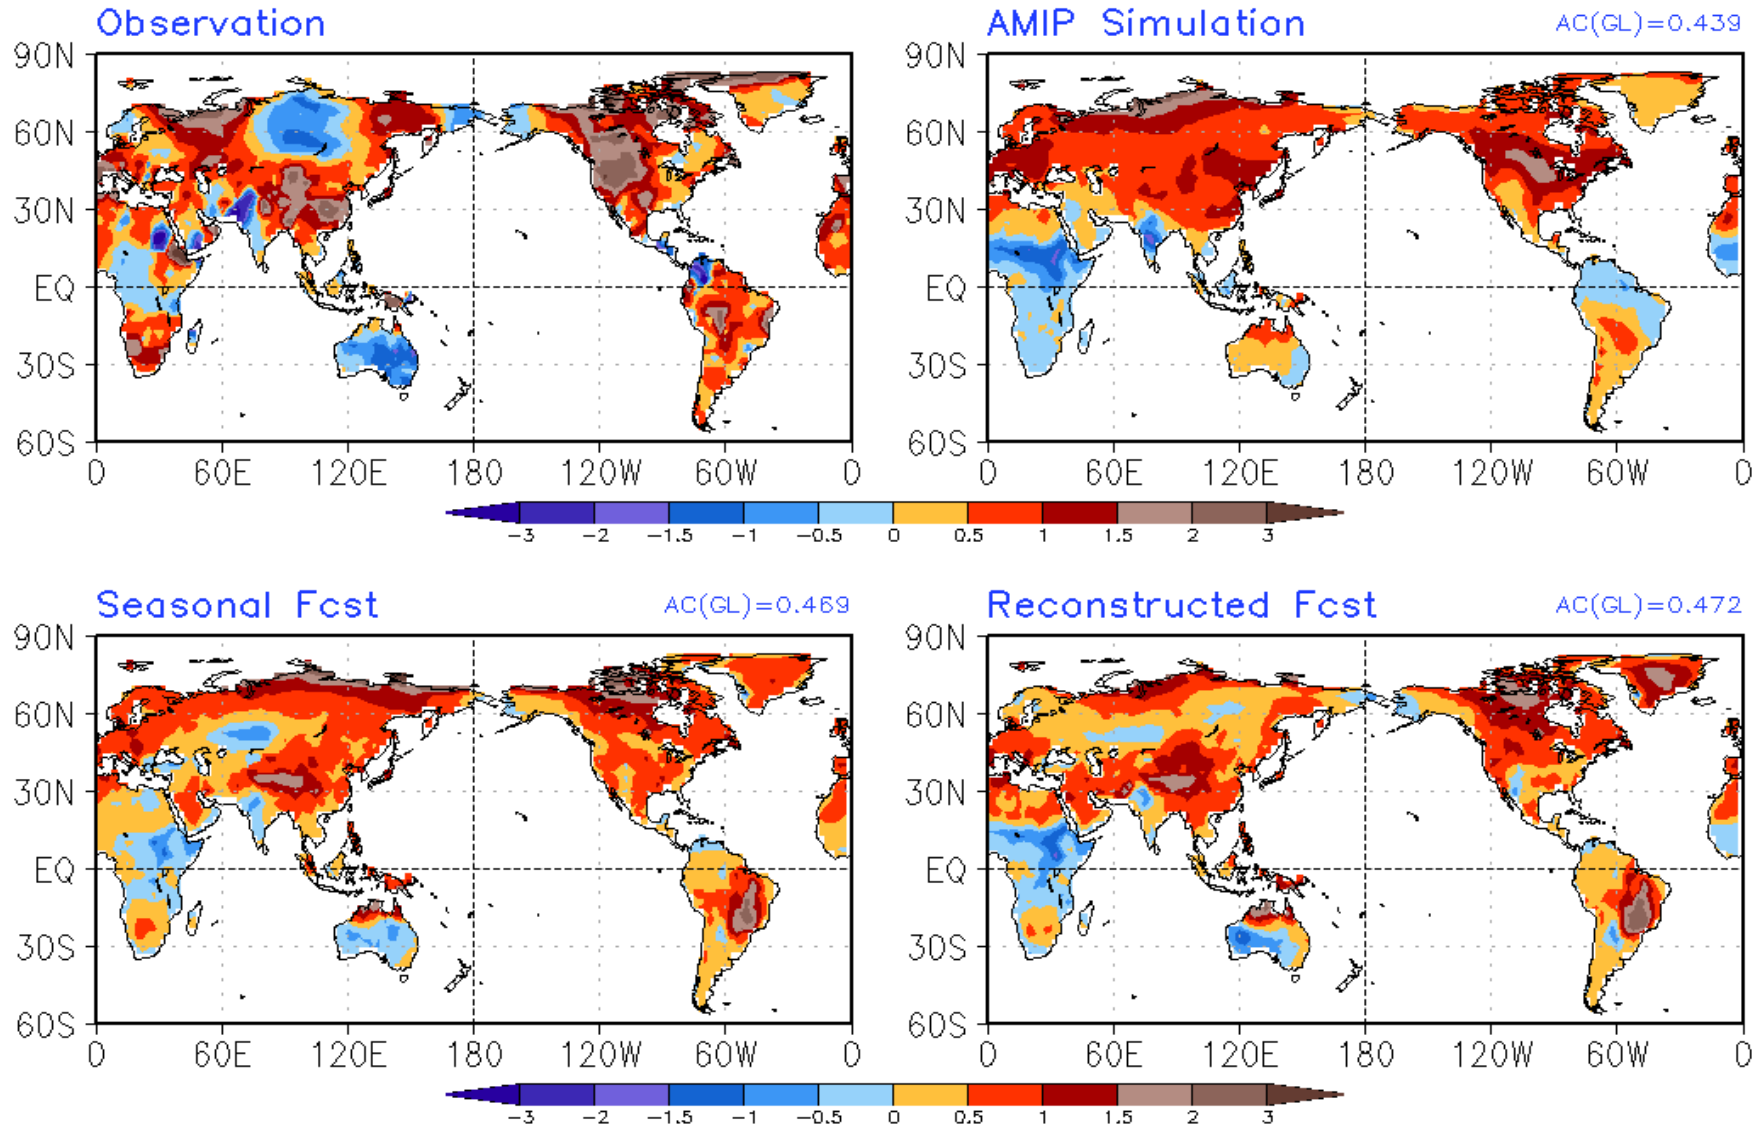 Observation
AMIP Simulation AC(GL)=0.439
90N 90N
60N 60N
30N 30N
EQ EQ
30S 30S
60S 60S
0 60E 120E 180 120W 60W 0 0 60E 120E 180 120W 60W 0
-3 -2 -1.5 -1 -0.5 0 0.5 1 1.5 2 3
Seasonal Fcst AC(GL)=0.469
Reconstructed Fcst AC(GL)=0.472
90N 90N
60N 60N
30N 30N
EQ EQ
30S 30S
60S 60S
0 60E 120E 180 120W 60W 0 0 60E 120E 180 120W 60W 0
-3 -2 -1.5 -1 -0.5 0 0.5 1 1.5 2 3